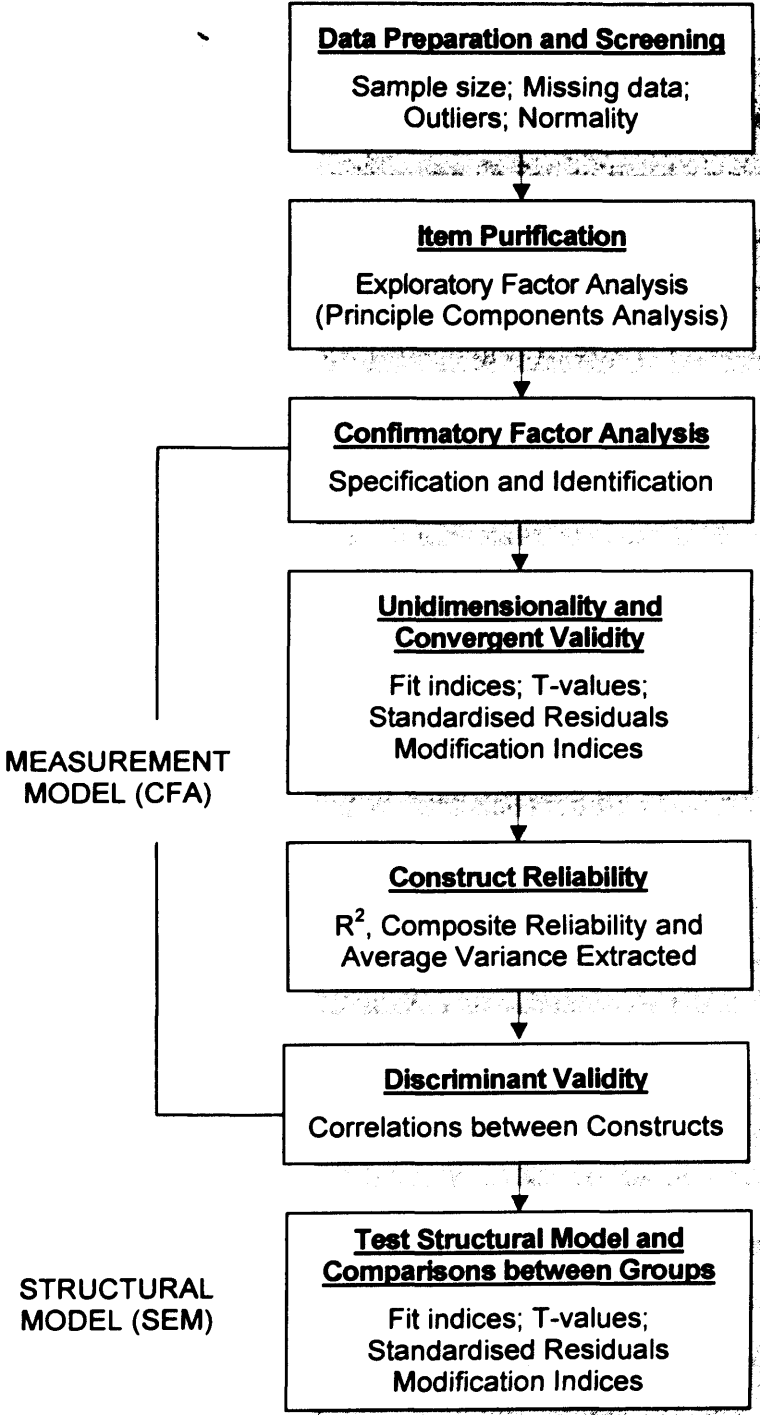 Data Preparation and Screening
Sample size; Missing data;
Outliers; Normality
Item Purification
Exploratory Factor Analysis
(Principle Components Analysis)
Confirmatory Factor Analysis
Specification and Identification
Unidimensionality and
Convergent Validity
Fit indices; T-values;
Standardised Residuals
Modification Indices
MEASUREMENT
MODEL (CFA)
Construct Reliability
R², Composite Reliability and
Average Variance Extracted
Discriminant Validity
Correlations between Constructs
Test Structural Model and
Comparisons between Groups
STRUCTURAL
MODEL (SEM)
Fit indices; T-values;
Standardised Residuals
Modification Indices